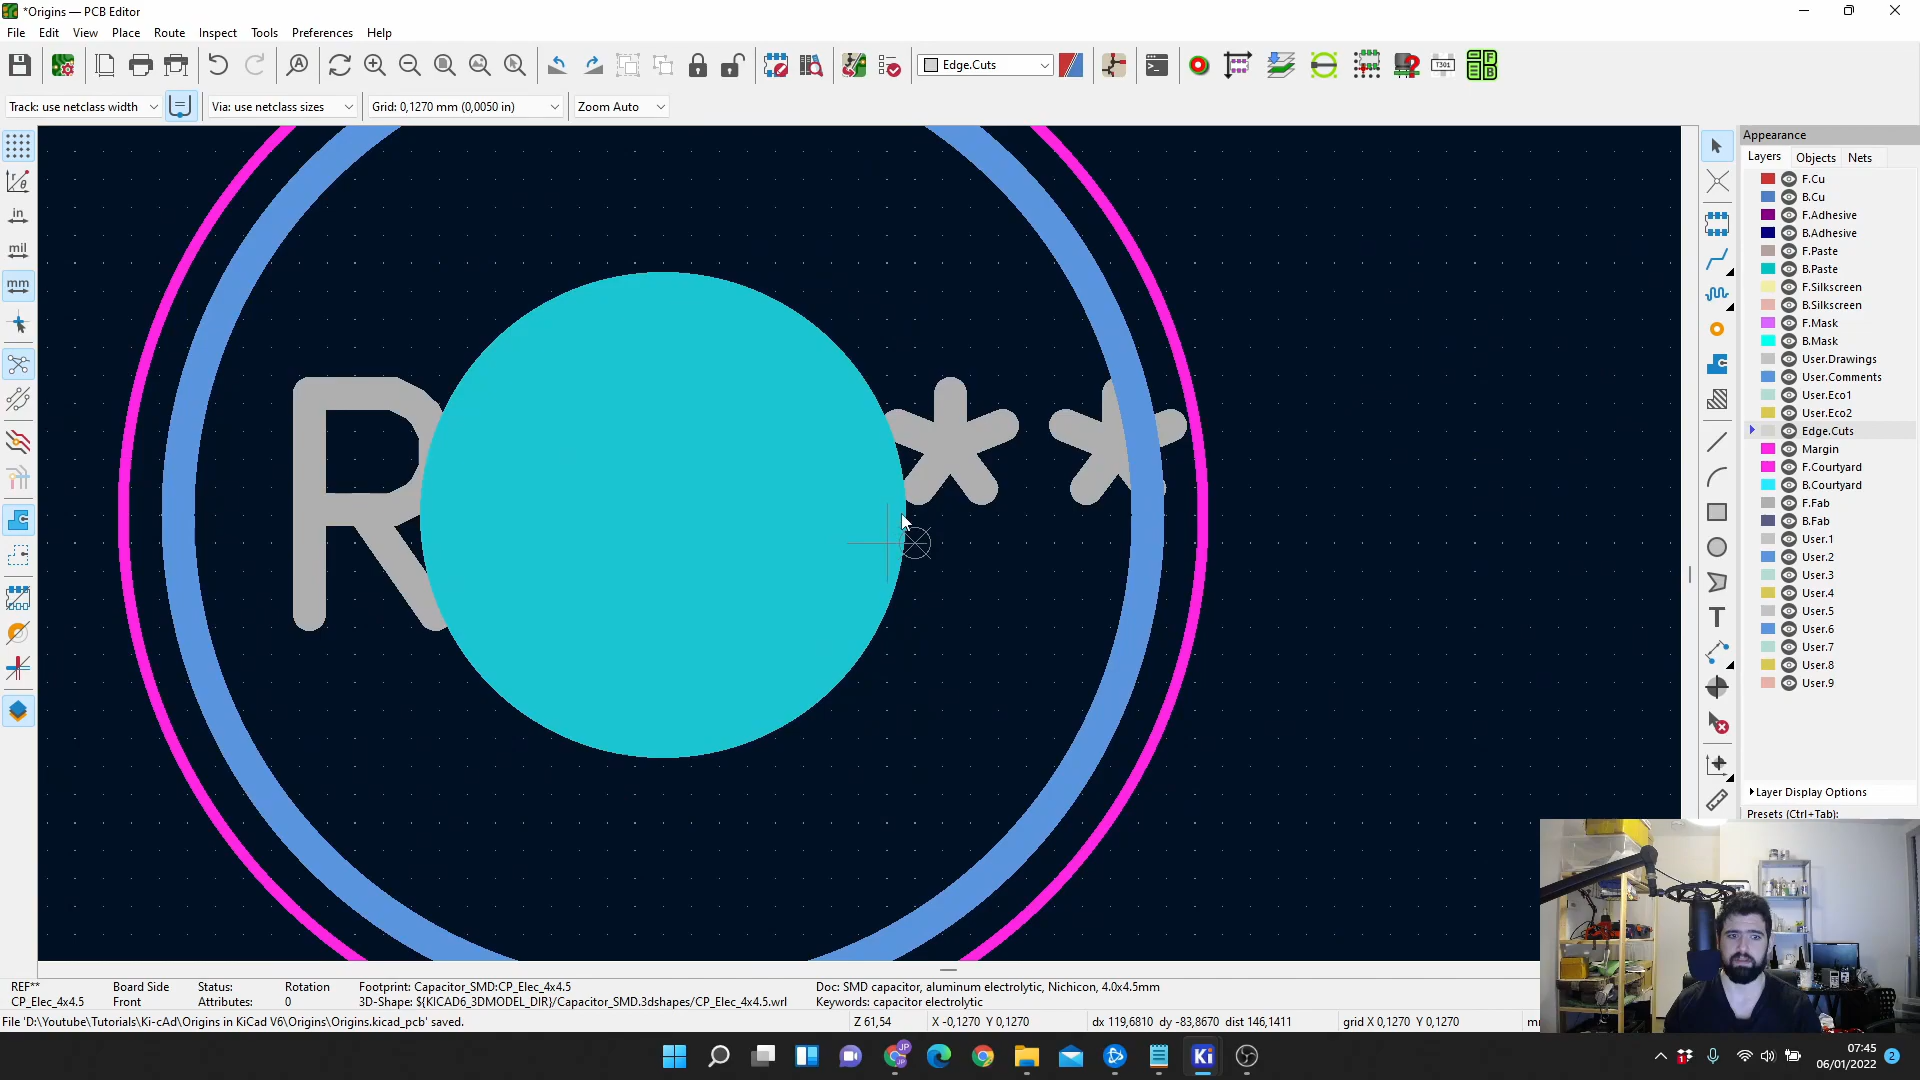 *Origins — PCB Editor
File Edit View Place Route Inspect Tools Preferences Help
Edge.Cuts
T301
F
B
Track: use netclass width Via: use netclass sizes Grid: 0,1270 mm (0,0050 in) Zoom Auto
Appearance
Layers Objects Nets
in
mil
mm
F.Cu
B.Cu
F.Adhesive
B.Adhesive
F.Paste
B.Paste
F.Silkscreen
B.Silkscreen
F.Mask
B.Mask
User.Drawings
User.Comments
User.Eco1
User.Eco2
Edge.Cuts
Margin
F.Courtyard
B.Courtyard
F.Fab
B.Fab
User.1
User.2
User.3
User.4
User.5
User.6
User.7
User.8
User.9
R **
Layer Display Options
Presets (Ctrl+Tab):
REF** Board Side Status: Rotation Footprint: Capacitor_SMD:CP_Elec_4x4.5 Doc: SMD capacitor, aluminum electrolytic, Nichicon, 4.0x4.5mm
CP_Elec_4x4.5 Front Attributes: 0 3D-Shape: ${KICAD6_3DMODEL_DIR}/Capacitor_SMD.3dshapes/CP_Elec_4x4.5.wrl Keywords: capacitor electrolytic
File 'D:\Youtube\Tutorials\Ki-cAd\Origins in KiCad V6\Origins\Origins.kicad_pcb' saved. Z 61,54 X -0,1270 Y 0,1270 dx 119,6810 dy -83,8670 dist 146,1411 grid X 0,1270 Y 0,1270
JP
Ki
07:45
06/01/2022
2